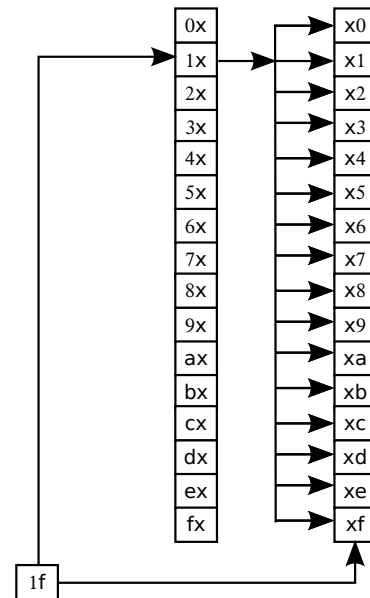 0x x0
1x x1
2x x2
3x x3
4x x4
5x x5
6x x6
7x x7
8x x8
9x x9
ax xa
bx xb
cx xc
dx xd
ex xe
fx xf
1f